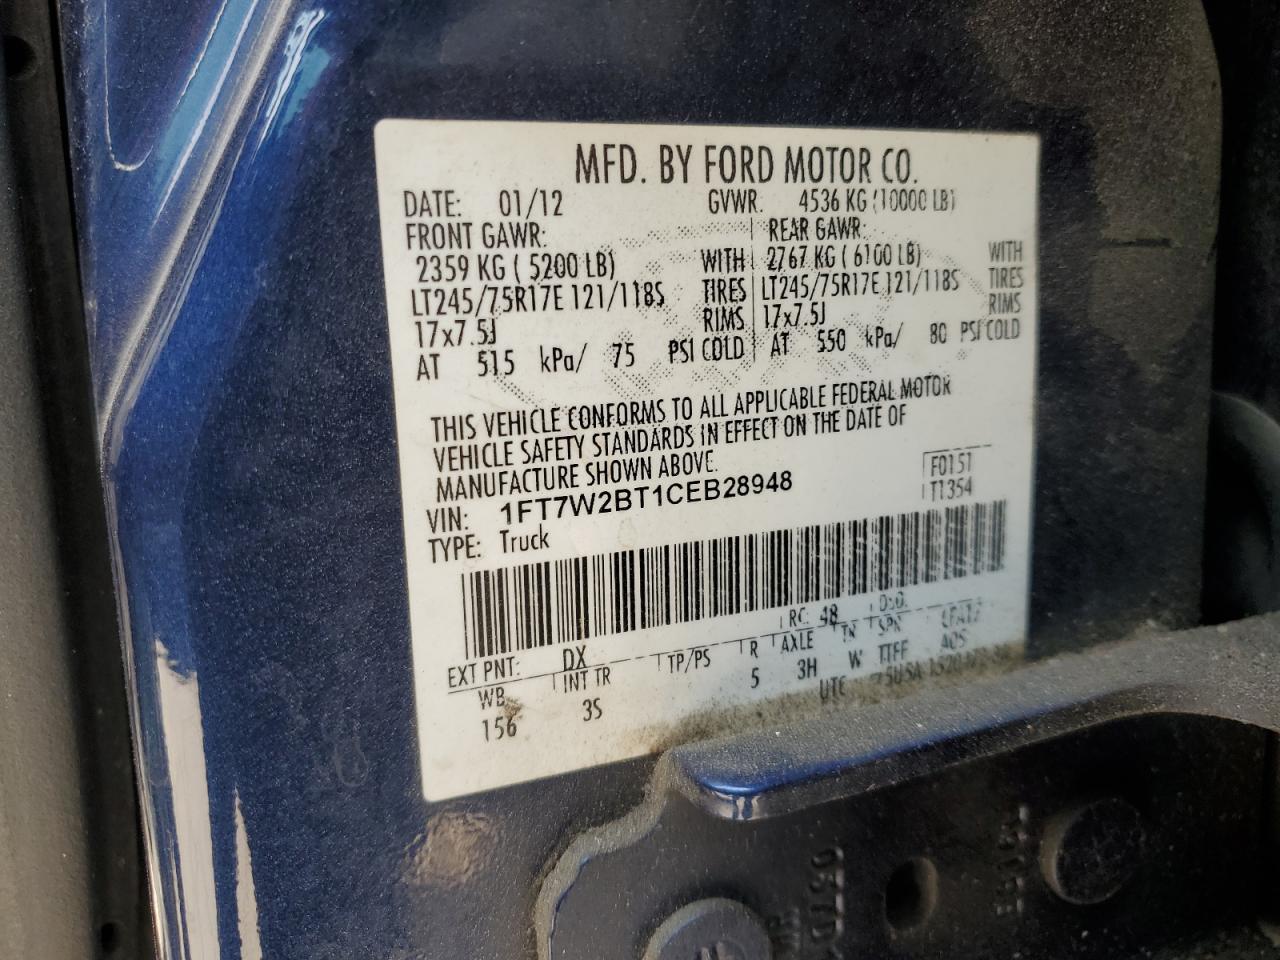 MFD. BY FORD MOTOR CO.
DATE: 01/12 GVWR: 4536 KG (10000 LB)
FRONT GAWR: REAR GAWR:
2359 KG ( 5200 LB) WITH 2767 KG ( 6100 LB) WITH
LT245/75R17E 121/118S TIRES LT245/75R17E 121/118S TIRES
17x7.5J RIMS 17x7.5J RIMS
AT 515 kPa/ 75 PSI COLD AT 550 kPa/ 80 PSI COLD
THIS VEHICLE CONFORMS TO ALL APPLICABLE FEDERAL MOTOR
VEHICLE SAFETY STANDARDS IN EFFECT ON THE DATE OF
MANUFACTURE SHOWN ABOVE.
VIN: 1FT7W2BT1CEB28948 F0151
TYPE: Truck T1354
EXT PNT: DX RC: 48 DSO:
WB INT TR TP/PS R AXLE TR SPR
156 3S 5 3H W TTFF
UTC